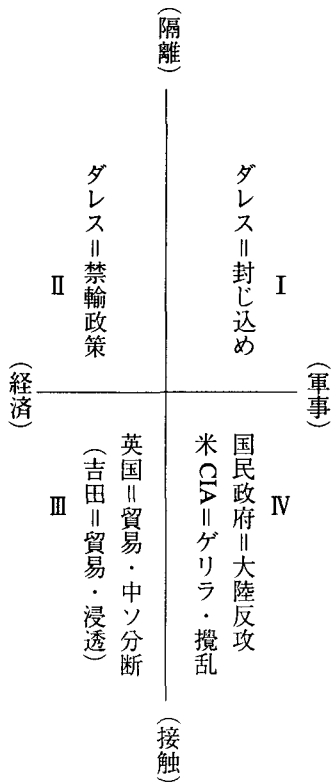 （隔離）
（軍事）
Ⅰ
ダレス＝封じ込め
ダレス＝禁輸政策
Ⅱ
（経済）
Ⅳ
国民政府＝大陸反攻
米CIA＝ゲリラ・攪乱
英国＝貿易・中ソ分断
（吉田＝貿易・浸透）
Ⅲ
（接触）